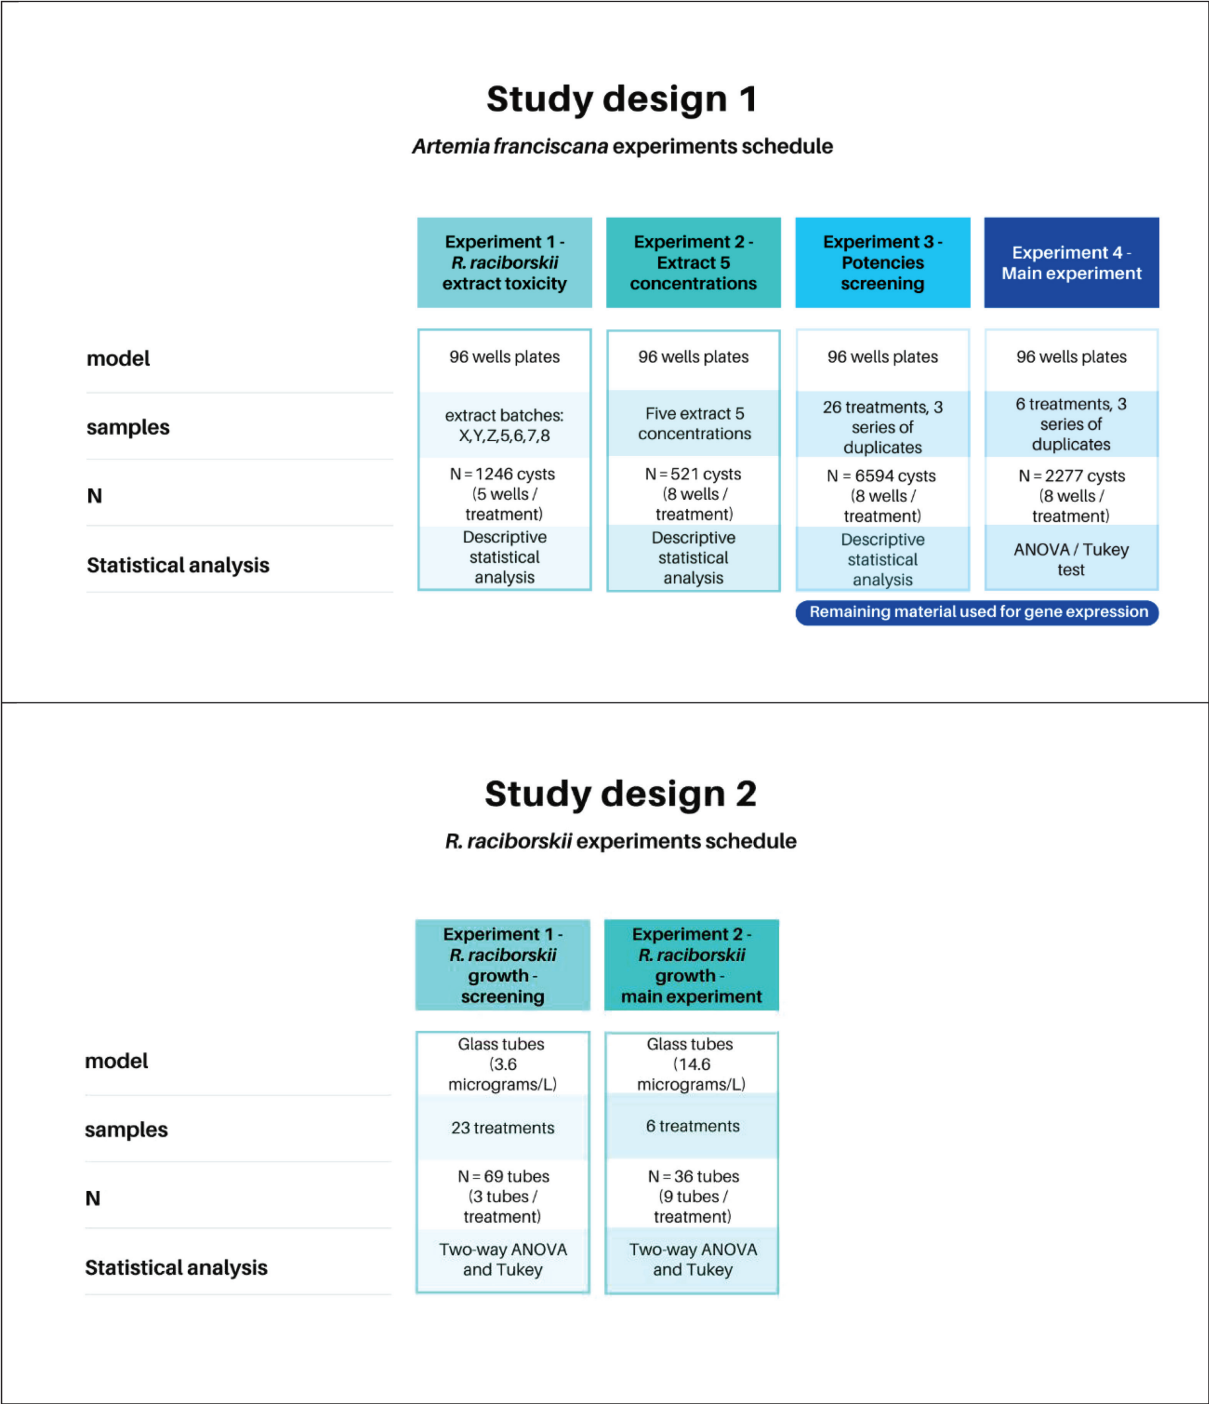 Study design 1
Artemia franciscana experiments schedule
Experiment 1 -
R. raciborskii
extract toxicity
Experiment 2 -
Extract 5
concentrations
Experiment 3 -
Potencies
screening
Experiment 4 -
Main experiment
model
96 wells plates
96 wells plates
96 wells plates
96 wells plates
samples
extract batches:
X,Y,Z,5,6,7,8
Five extract 5
concentrations
26 treatments, 3
series of
duplicates
6 treatments, 3
series of
duplicates
N
N = 1246 cysts
(5 wells /
treatment)
N = 521 cysts
(8 wells /
treatment)
N = 6594 cysts
(8 wells /
treatment)
N = 2277 cysts
(8 wells /
treatment)
Statistical analysis
Descriptive
statistical
analysis
Descriptive
statistical
analysis
Descriptive
statistical
analysis
ANOVA / Tukey
test
Remaining material used for gene expression
Study design 2
R. raciborskii experiments schedule
Experiment 1 -
R. raciborskii
growth -
screening
Experiment 2 -
R. raciborskii
growth -
main experiment
model
Glass tubes
(3.6
micrograms/L)
Glass tubes
(14.6
micrograms/L)
samples
23 treatments
6 treatments
N
N = 69 tubes
(3 tubes /
treatment)
N = 36 tubes
(9 tubes /
treatment)
Statistical analysis
Two-way ANOVA
and Tukey
Two-way ANOVA
and Tukey